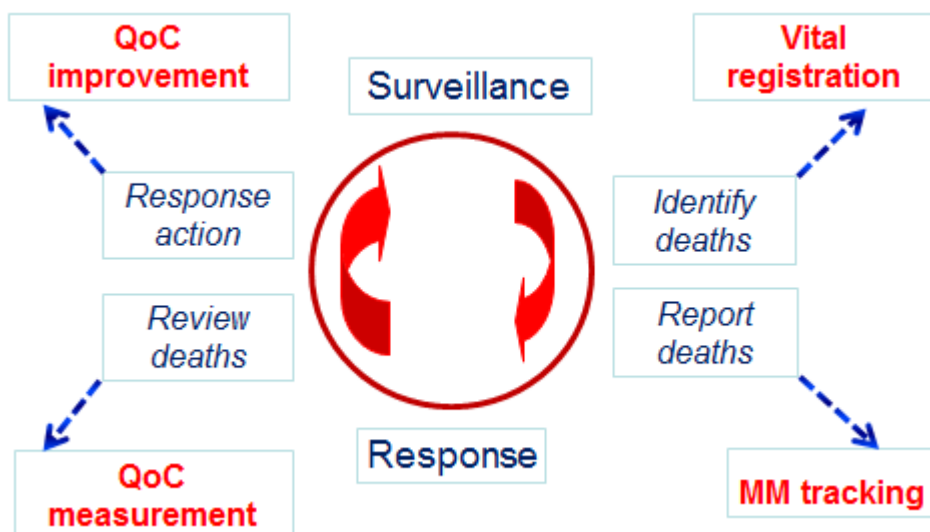 QoC
improvement
Surveillance
Vital
registration
Response
action
Identify
deaths
Review
deaths
Report
deaths
QoC
measurement
Response
MM tracking